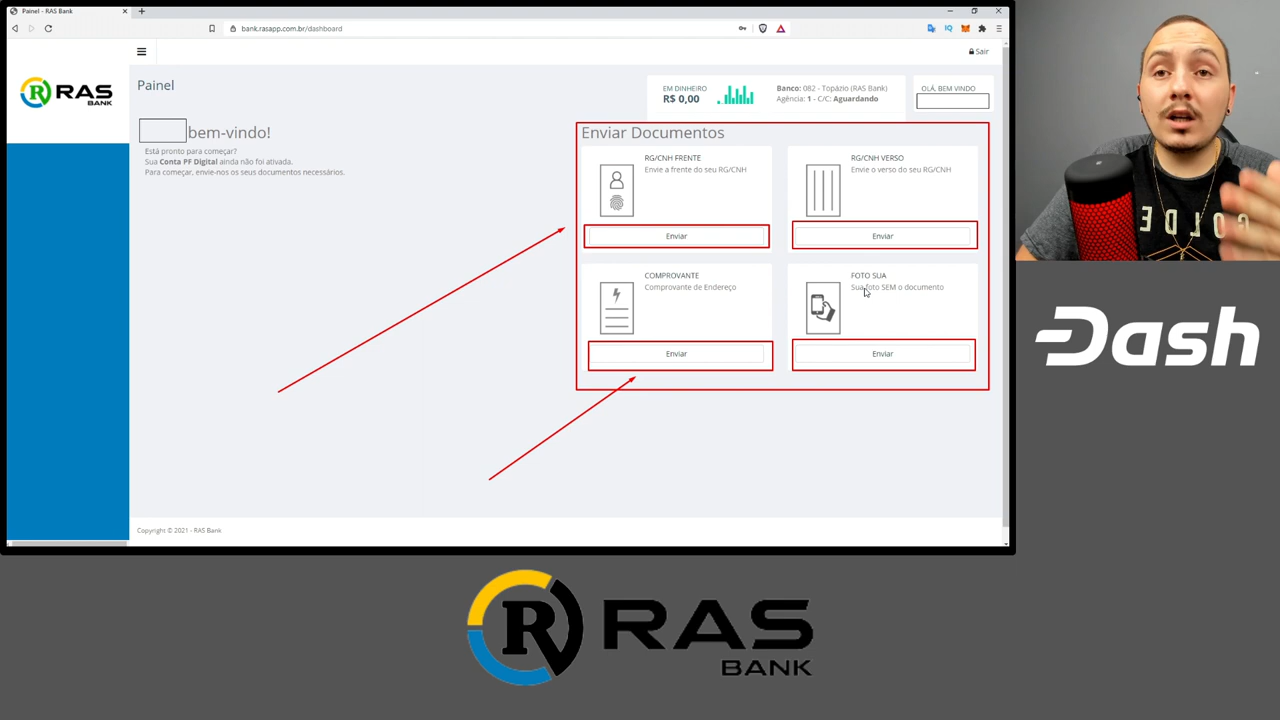 Painel - RAS Bank
bank.rasapp.com.br/dashboard
Sair
RAS
BANK
Painel
EM DINHEIRO
R$ 0,00
Banco: 082 - Topázio (RAS Bank)
Agência: 1 - C/C: Aguardando
OLÁ, BEM VINDO
bem-vindo!
Está pronto para começar?
Sua Conta PF Digital ainda não foi ativada.
Para começar, envie-nos os seus documentos necessários.
Enviar Documentos
RG/CNH FRENTE
Envie a frente do seu RG/CNH
Enviar
RG/CNH VERSO
Envie o verso do seu RG/CNH
Enviar
COMPROVANTE
Comprovante de Endereço
Enviar
FOTO SUA
Sua foto SEM o documento
Enviar
Copyright © 2021 - RAS Bank
GOLDE
Dash
R RAS
BANK